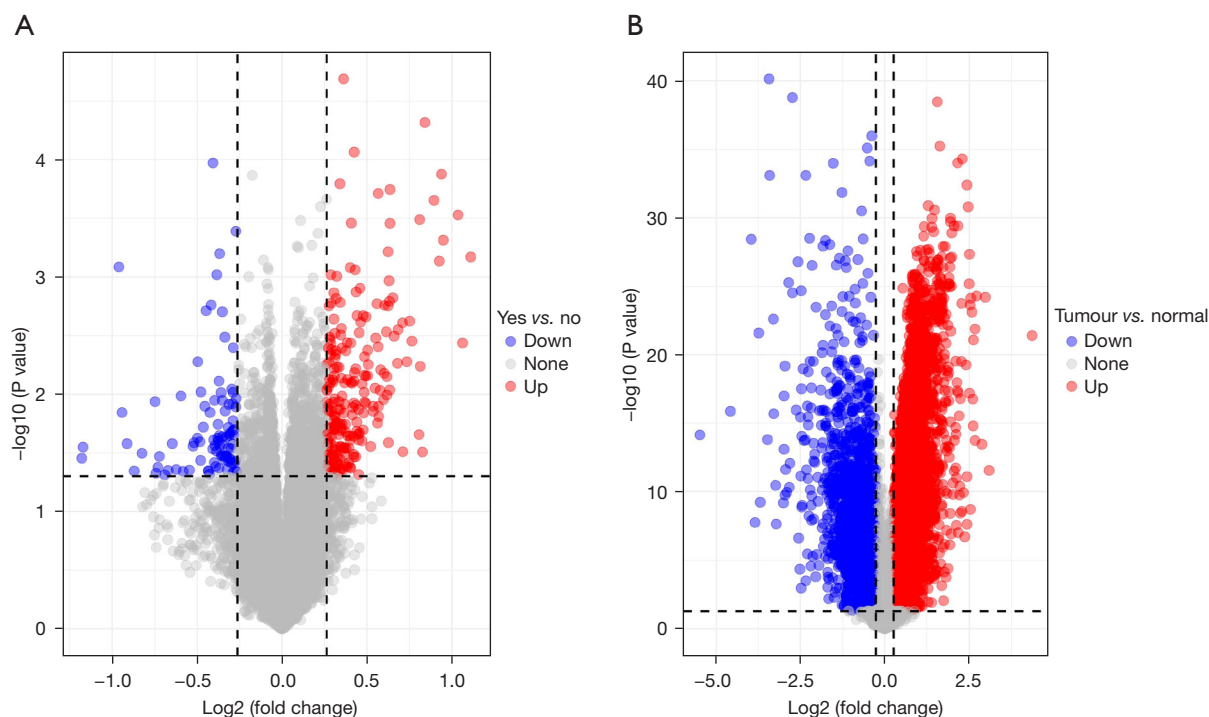 A
4
3
2
1
0
−log10 (P value)
−1.0
−0.5
0.0
0.5
1.0
Log2 (fold change)
Yes vs. no
Down
None
Up
B
40
30
20
10
0
−log10 (P value)
−5.0
−2.5
0.0
2.5
Log2 (fold change)
Tumour vs. normal
Down
None
Up